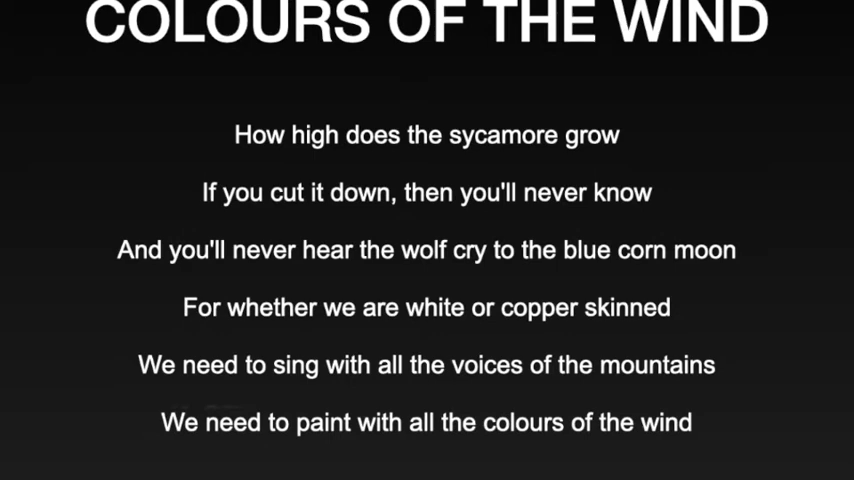 COLOURS OF THE WIND
How high does the sycamore grow
If you cut it down, then you'll never know
And you'll never hear the wolf cry to the blue corn moon
For whether we are white or copper skinned
We need to sing with all the voices of the mountains
We need to paint with all the colours of the wind